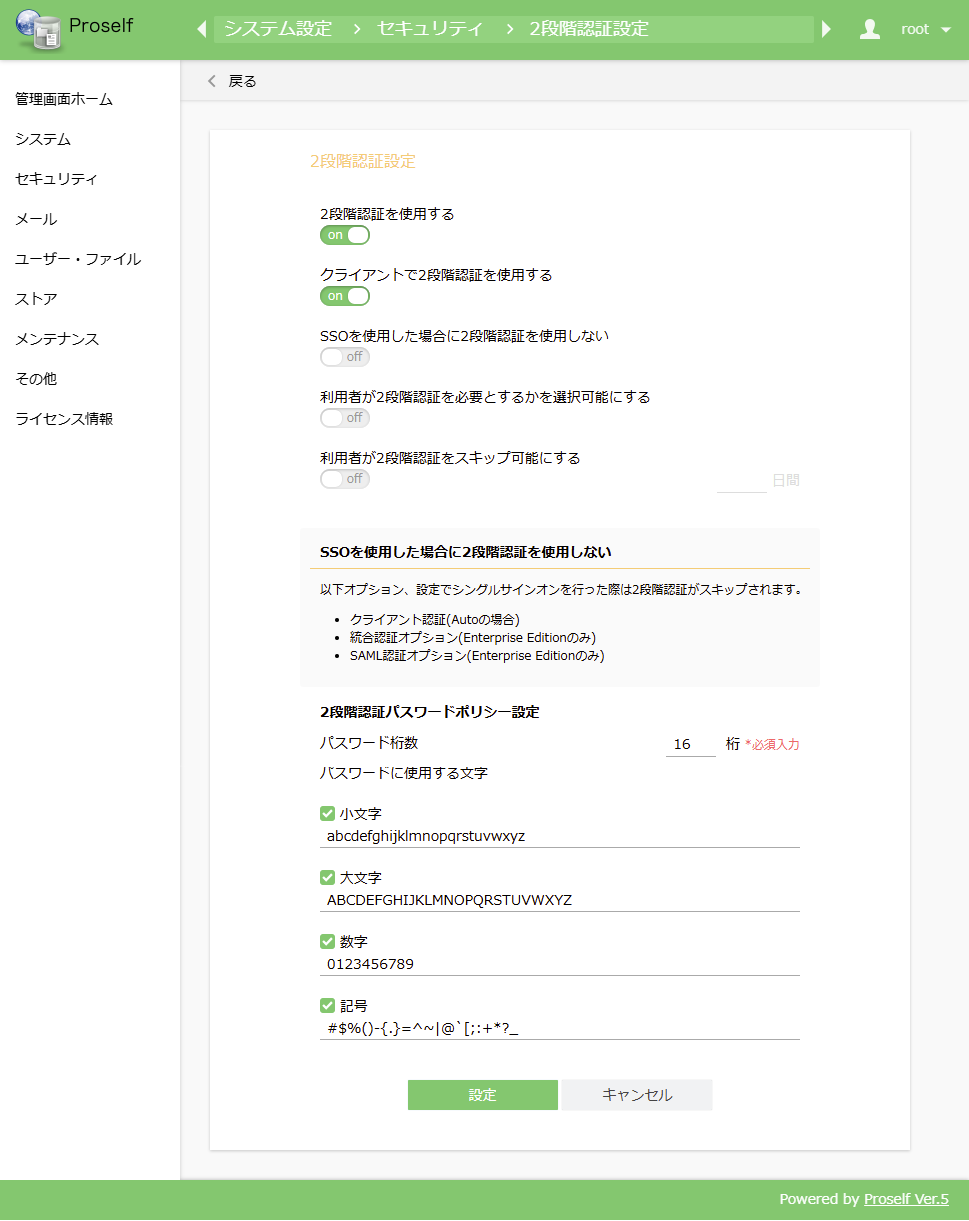 Proself
システム設定 > セキュリティ > 2段階認証設定
root
戻る
管理画面ホーム
システム
セキュリティ
メール
ユーザー・ファイル
ストア
メンテナンス
その他
ライセンス情報
2段階認証設定
2段階認証を使用する
on
クライアントで2段階認証を使用する
on
SSOを使用した場合に2段階認証を使用しない
off
利用者が2段階認証を必要とするかを選択可能にする
off
利用者が2段階認証をスキップ可能にする
off 日間
SSOを使用した場合に2段階認証を使用しない
以下オプション、設定でシングルサインオンを行った際は2段階認証がスキップされます。
• クライアント認証(Autoの場合)
• 統合認証オプション(Enterprise Editionのみ)
• SAML認証オプション(Enterprise Editionのみ)
2段階認証パスワードポリシー設定
パスワード桁数 16 桁 *必須入力
パスワードに使用する文字
小文字
abcdefghijklmnopqrstuvwxyz
大文字
ABCDEFGHIJKLMNOPQRSTUVWXYZ
数字
0123456789
記号
#$%()-{.}=^~|@`[;:+*?_
設定 キャンセル
Powered by Proself Ver.5